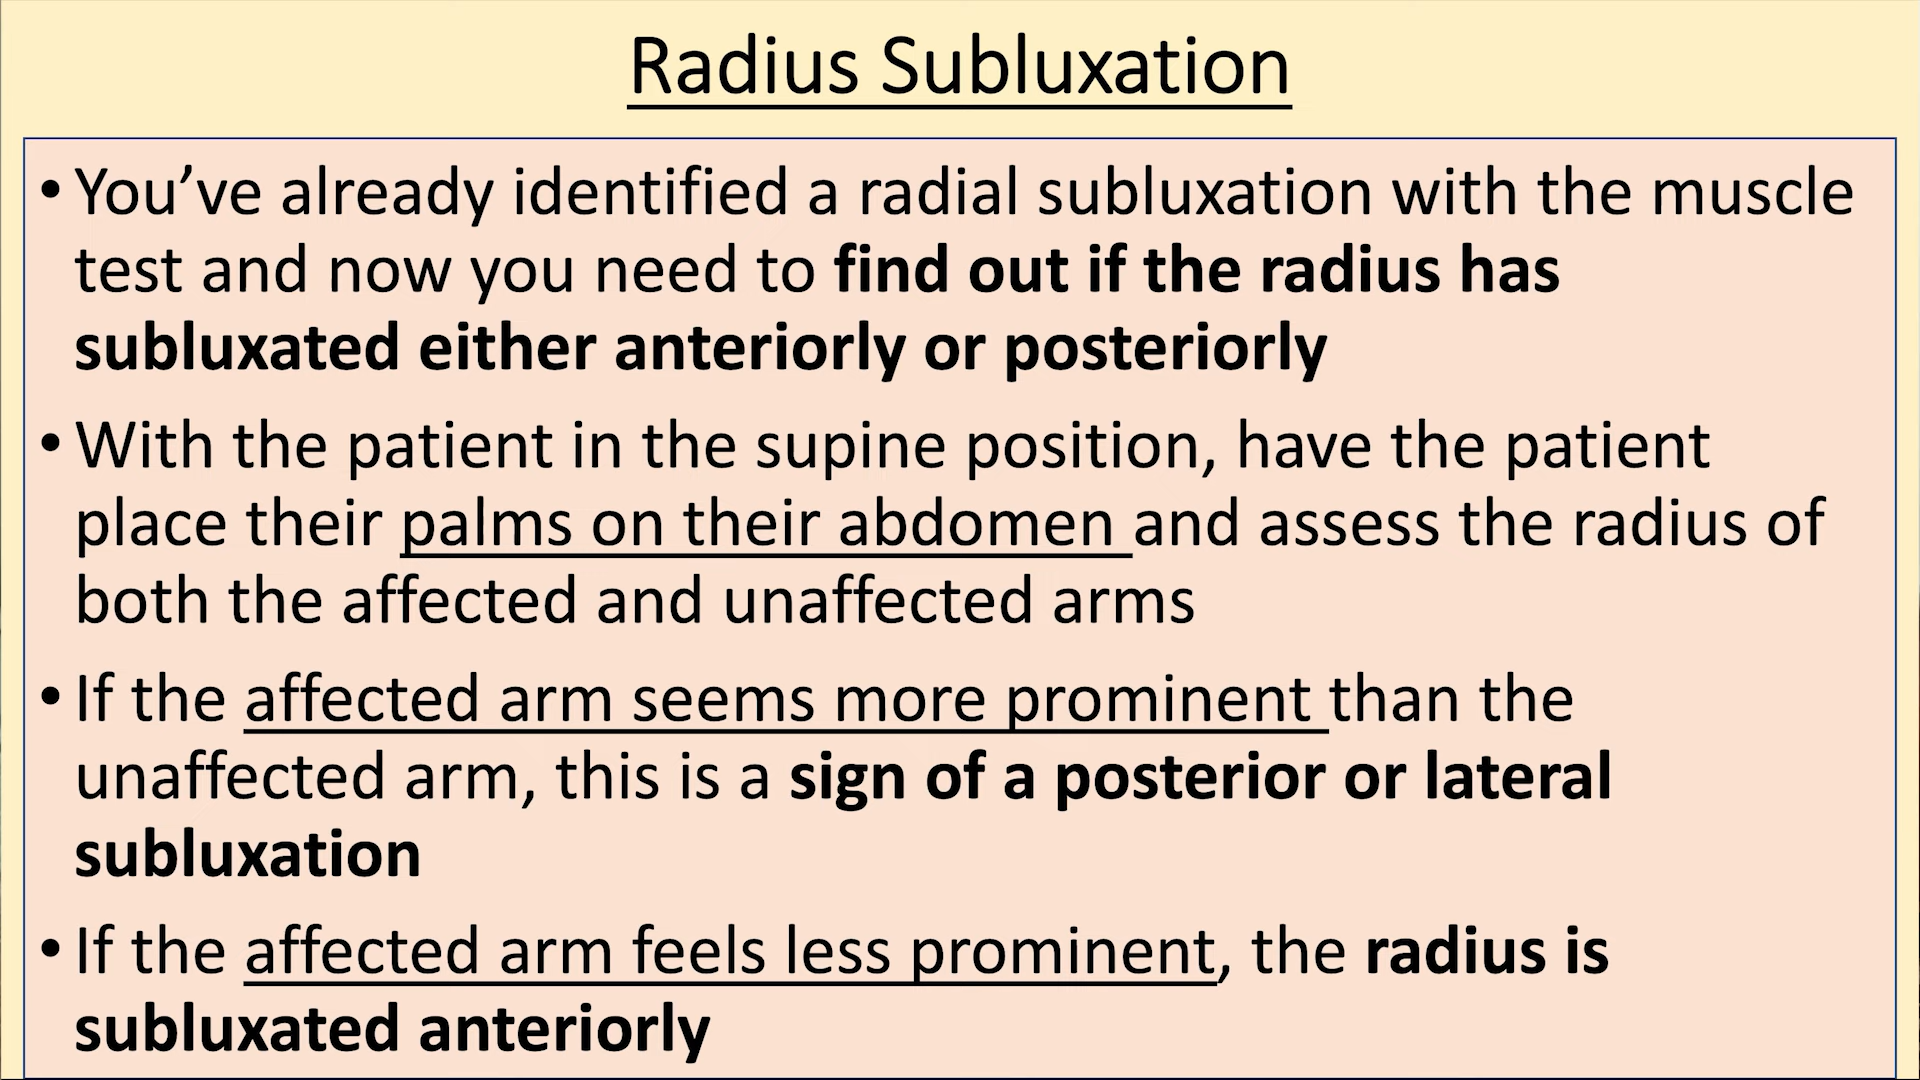 Radius Subluxation
• You’ve already identified a radial subluxation with the muscle
test and now you need to find out if the radius has
subluxated either anteriorly or posteriorly
• With the patient in the supine position, have the patient
place their palms on their abdomen and assess the radius of
both the affected and unaffected arms
• If the affected arm seems more prominent than the
unaffected arm, this is a sign of a posterior or lateral
subluxation
• If the affected arm feels less prominent, the radius is
subluxated anteriorly